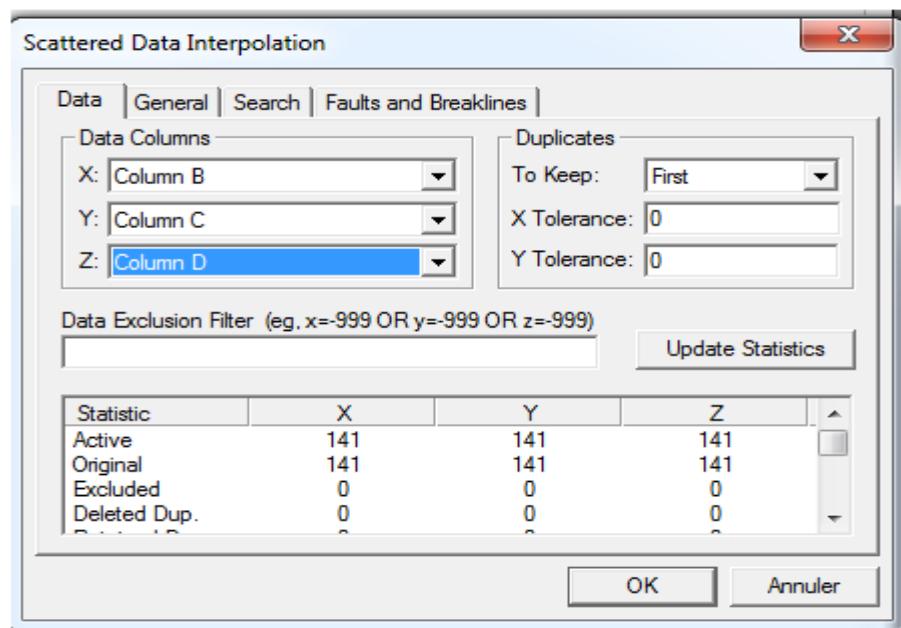 Scattered Data Interpolation
Data General Search Faults and Breaklines
Data Columns
X: Column B
Y: Column C
Z: Column D
Duplicates
To Keep: First
X Tolerance: 0
Y Tolerance: 0
Data Exclusion Filter (eg, x=-999 OR y=-999 OR z=-999)
Update Statistics
Statistic X Y Z
Active 141 141 141
Original 141 141 141
Excluded 0 0 0
Deleted Dup. 0 0 0
OK Annuler